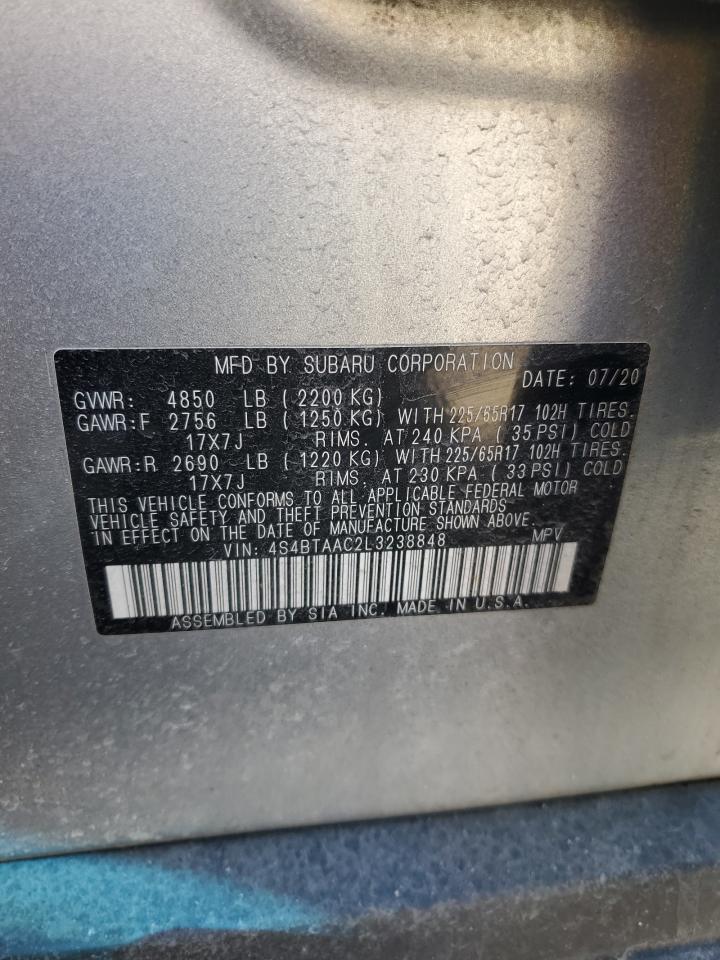 MFD BY SUBARU CORPORATION
DATE: 07/20
GVWR: 4850 LB ( 2200 KG)
GAWR:F 2756 LB ( 1250 KG) WITH 225/65R17 102H TIRES.
17X7J RIMS. AT 240 KPA ( 35 PSI) COLD
GAWR:R 2690 LB ( 1220 KG) WITH 225/65R17 102H TIRES.
17X7J RIMS. AT 230 KPA ( 33 PSI) COLD
THIS VEHICLE CONFORMS TO ALL APPLICABLE FEDERAL MOTOR
VEHICLE SAFETY AND THEFT PREVENTION STANDARDS
IN EFFECT ON THE DATE OF MANUFACTURE SHOWN ABOVE.
VIN: 4S4BTAAC2L3238848 MPV
ASSEMBLED BY SIA INC. MADE IN U.S.A.